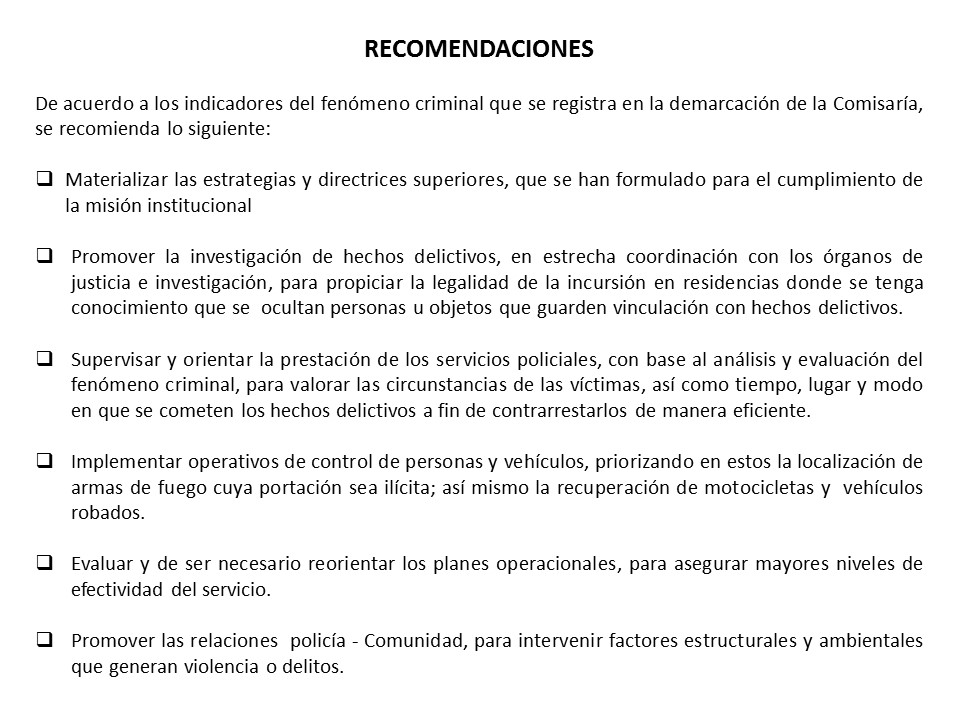 RECOMENDACIONES
De acuerdo a los indicadores del fenómeno criminal que se registra en la demarcación de la Comisaría,
se recomienda lo siguiente:
❑ Materializar las estrategias y directrices superiores, que se han formulado para el cumplimiento de
la misión institucional
❑ Promover la investigación de hechos delictivos, en estrecha coordinación con los órganos de
justicia e investigación, para propiciar la legalidad de la incursión en residencias donde se tenga
conocimiento que se  ocultan personas u objetos que guarden vinculación con hechos delictivos.
❑ Supervisar y orientar la prestación de los servicios policiales, con base al análisis y evaluación del
fenómeno criminal, para valorar las circunstancias de las víctimas, así como tiempo, lugar y modo
en que se cometen los hechos delictivos a fin de contrarrestarlos de manera eficiente.
❑ Implementar operativos de control de personas y vehículos, priorizando en estos la localización de
armas de fuego cuya portación sea ilícita; así mismo la recuperación de motocicletas y  vehículos
robados.
❑ Evaluar y de ser necesario reorientar los planes operacionales, para asegurar mayores niveles de
efectividad del servicio.
❑ Promover las relaciones  policía - Comunidad, para intervenir factores estructurales y ambientales
que generan violencia o delitos.